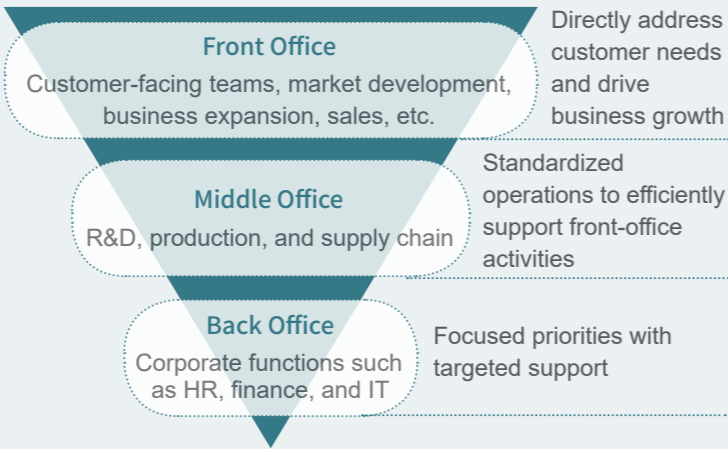 Front Office
Customer-facing teams, market development,
business expansion, sales, etc.
Directly address
customer needs
and drive
business growth
Middle Office
R&D, production, and supply chain
Standardized
operations to efficiently
support front-office
activities
Back Office
Corporate functions such
as HR, finance, and IT
Focused priorities with
targeted support